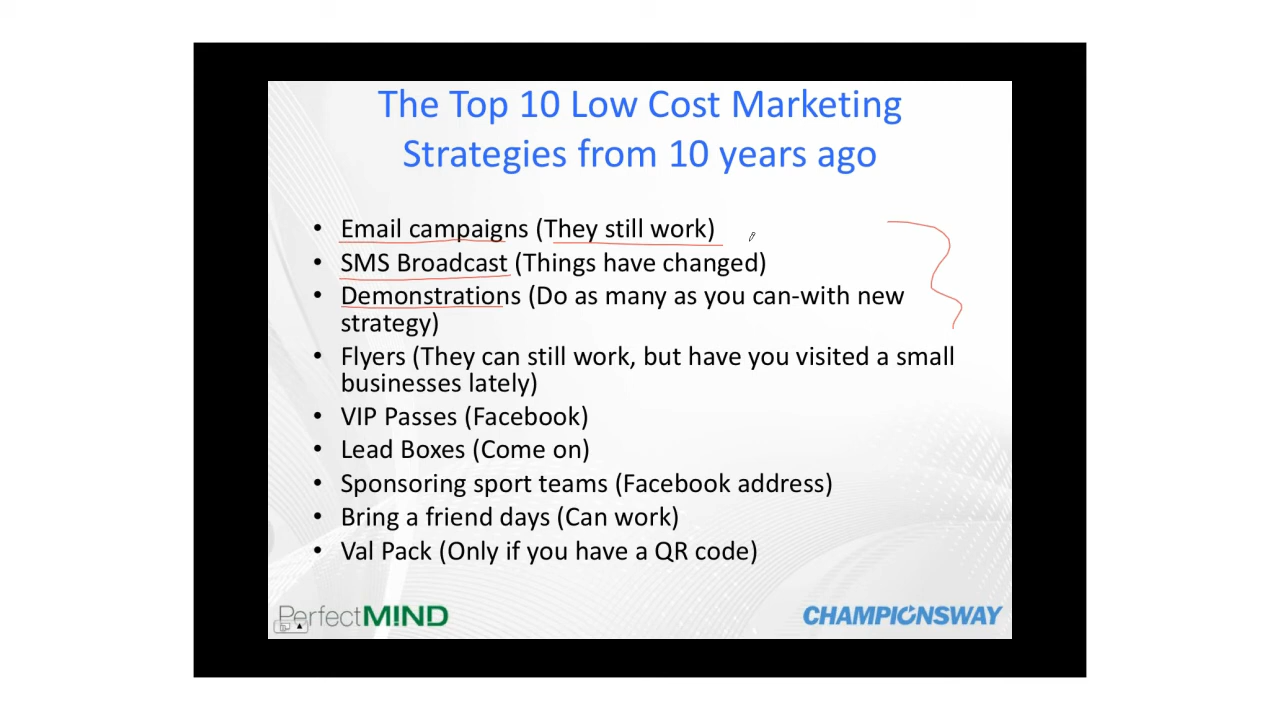 The Top 10 Low Cost Marketing
Strategies from 10 years ago
• Email campaigns (They still work)
• SMS Broadcast (Things have changed)
• Demonstrations (Do as many as you can-with new
strategy)
• Flyers (They can still work, but have you visited a small
businesses lately)
• VIP Passes (Facebook)
• Lead Boxes (Come on)
• Sponsoring sport teams (Facebook address)
• Bring a friend days (Can work)
• Val Pack (Only if you have a QR code)
PerfectM!ND
CHAMPIONSWAY